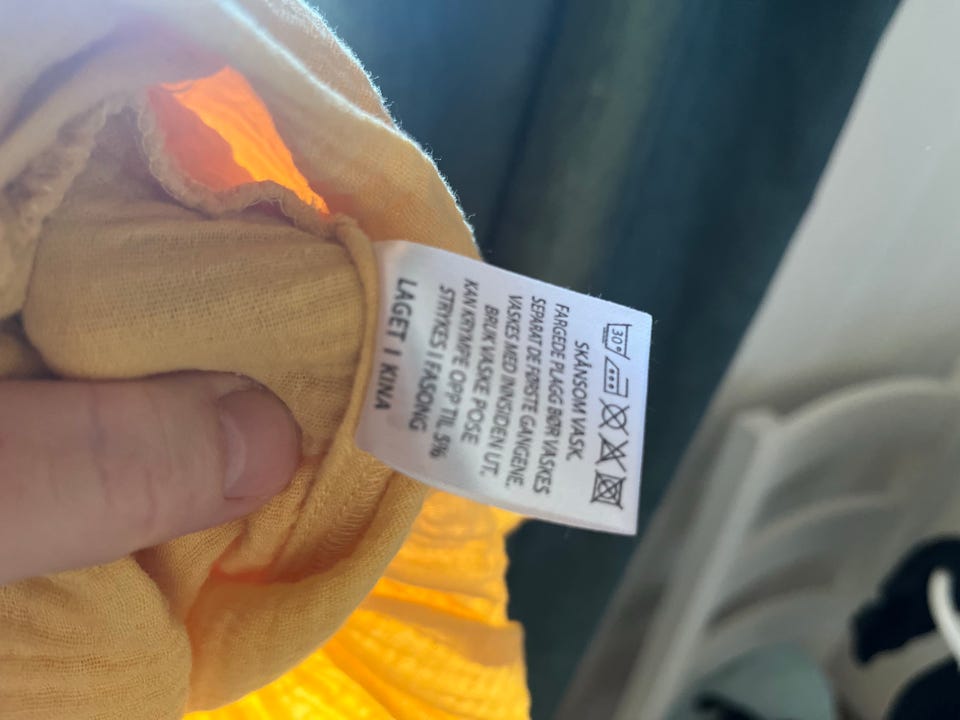 30°
SKÅNSOM VASK.
FARGEDE PLAGG BØR VASKES
SEPARAT DE FØRSTE GANGENE.
VASKES MED INNSIDEN UT.
BRUK VASKE POSE
KAN KRYMPE OPP TIL 5%
STRYKES I FASONG
LAGET I KINA